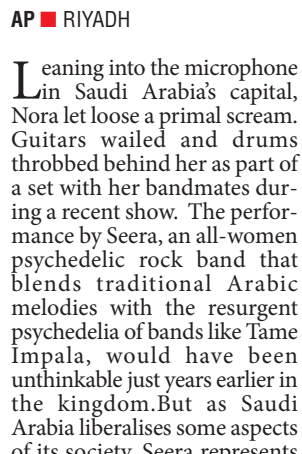 AP ■ RIYADH
Leaning into the microphone
in Saudi Arabia's capital,
Nora let loose a primal scream.
Guitars wailed and drums
throbbed behind her as part of
a set with her bandmates dur-
ing a recent show. The perfor-
mance by Seera, an all-women
psychedelic rock band that
blends traditional Arabic
melodies with the resurgent
psychedelia of bands like Tame
Impala, would have been
unthinkable just years earlier in
the kingdom.But as Saudi
Arabia liberalises some aspects
of its society, Seera represents